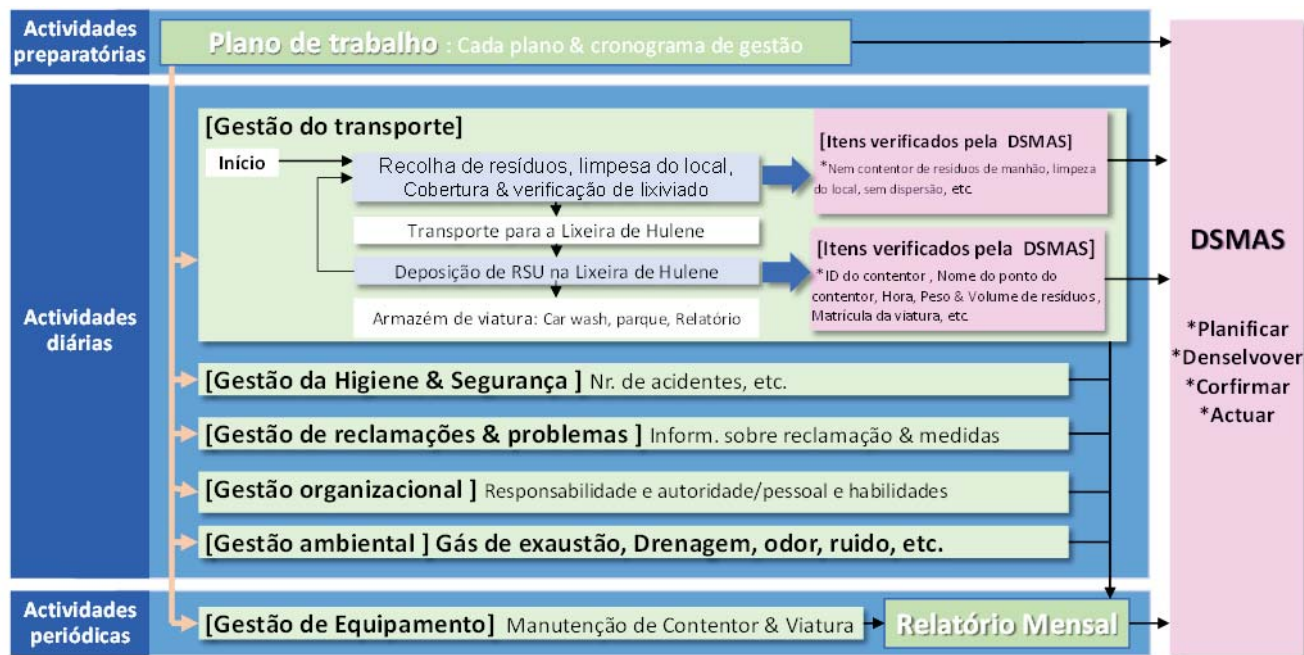 Actividades
preparatórias
Plano de trabalho : Cada plano & cronograma de gestão
Actividades
diárias
[Gestão do transporte]
Início
Recolha de resíduos, limpesa do local,
Cobertura & verificação de lixiviado
Transporte para a Lixeira de Hulene
Deposição de RSU na Lixeira de Hulene
Armazém de viatura: Car wash, parque, Relatório
[Itens verificados pela DSMAS]
*Nem contentor de resíduos de manhão, limpeza
do local, sem dispersão, etc.
[Itens verificados pela DSMAS]
*ID do contentor , Nome do ponto do
contentor, Hora, Peso & Volume de resíduos ,
Matrícula da viatura, etc.
[Gestão da Higiene & Segurança ] Nr. de acidentes, etc.
[Gestão de reclamações & problemas ] Inform. sobre reclamação & medidas
[Gestão organizacional ] Responsabilidade e autoridade/pessoal e habilidades
[Gestão ambiental ] Gás de exaustão, Drenagem, odor, ruido, etc.
Actividades
periódicas
[Gestão de Equipamento] Manutenção de Contentor & Viatura
Relatório Mensal
DSMAS
*Planificar
*Denselvover
*Confirmar
*Actuar